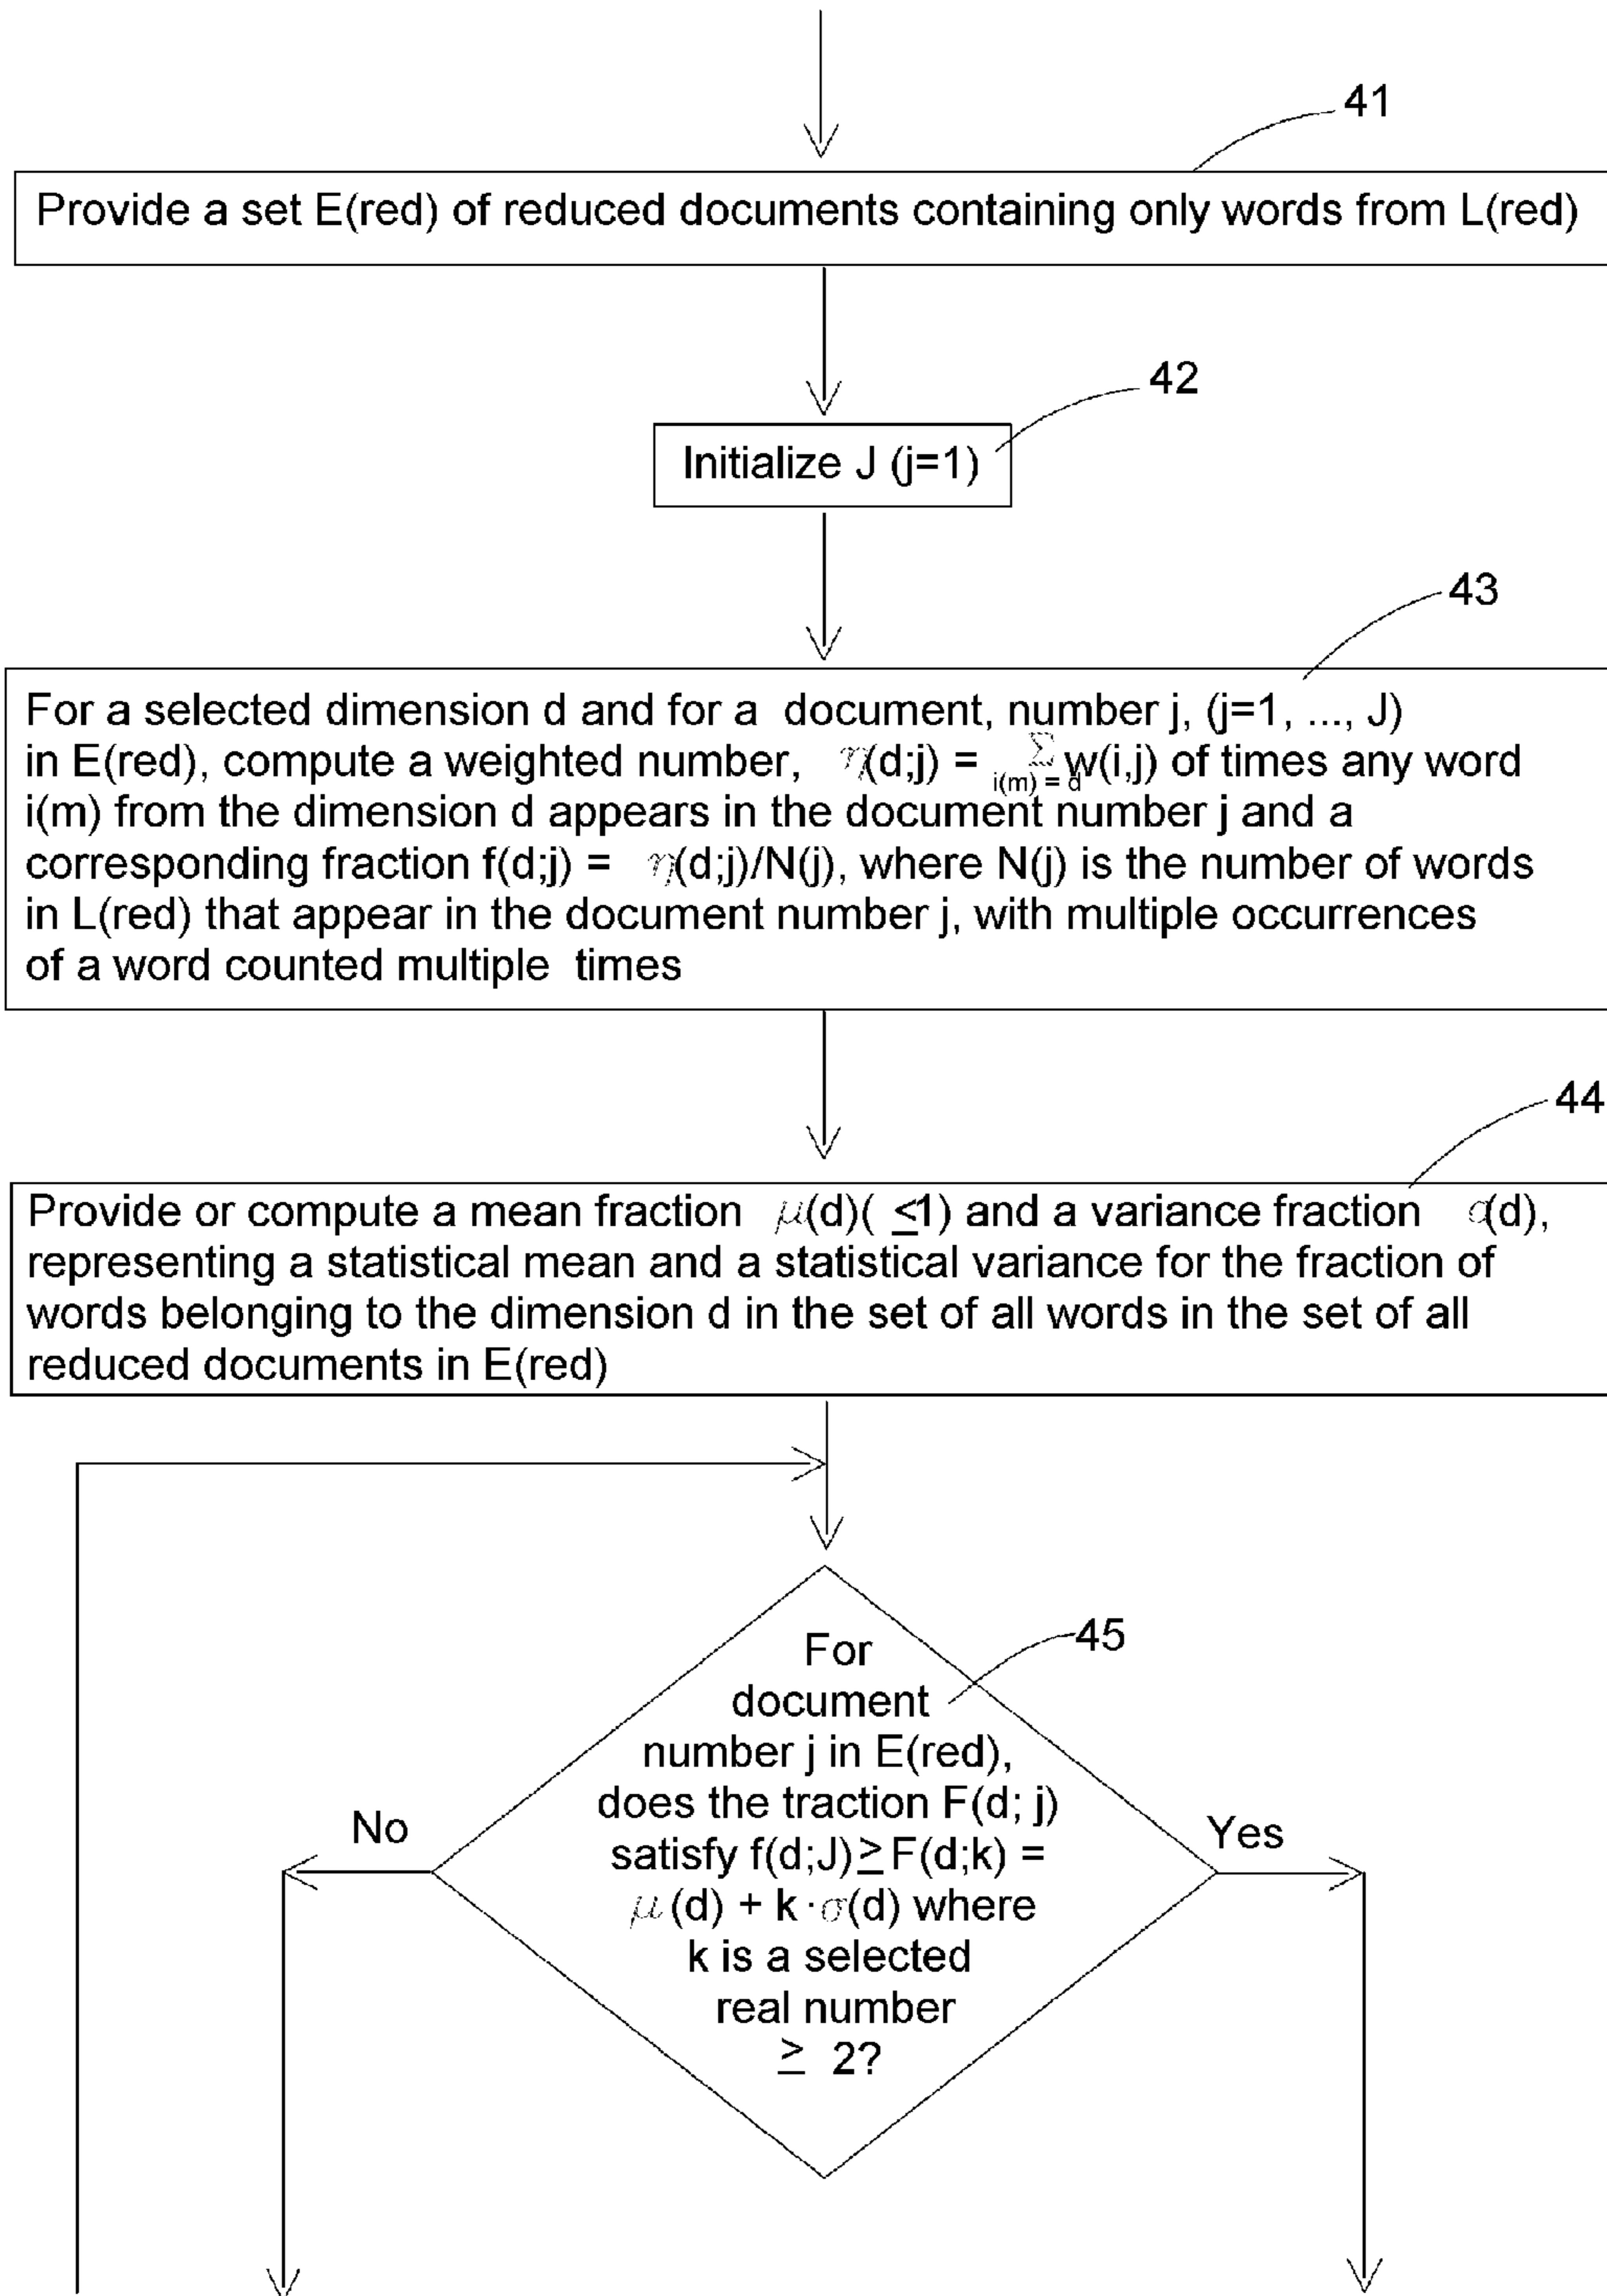 41
Provide a set E(red) of reduced documents containing only words from L(red)
42
Initialize J (j=1)
43
For a selected dimension d and for a document, number j, (j=1, ..., J)
in E(red), compute a weighted number, η(d;j) = Σ w(i,j) of times any word
i(m) = d
i(m) from the dimension d appears in the document number j and a
corresponding fraction f(d;j) = η(d;j)/N(j), where N(j) is the number of words
in L(red) that appear in the document number j, with multiple occurrences
of a word counted multiple times
44
Provide or compute a mean fraction μ(d)( ≤1) and a variance fraction σ(d),
representing a statistical mean and a statistical variance for the fraction of
words belonging to the dimension d in the set of all words in the set of all
reduced documents in E(red)
45
For
document
number j in E(red),
does the traction F(d; j)
No
Yes
satisfy f(d;J) ≥ F(d;k) =
μ(d) + k·σ(d) where
k is a selected
real number
≥ 2?